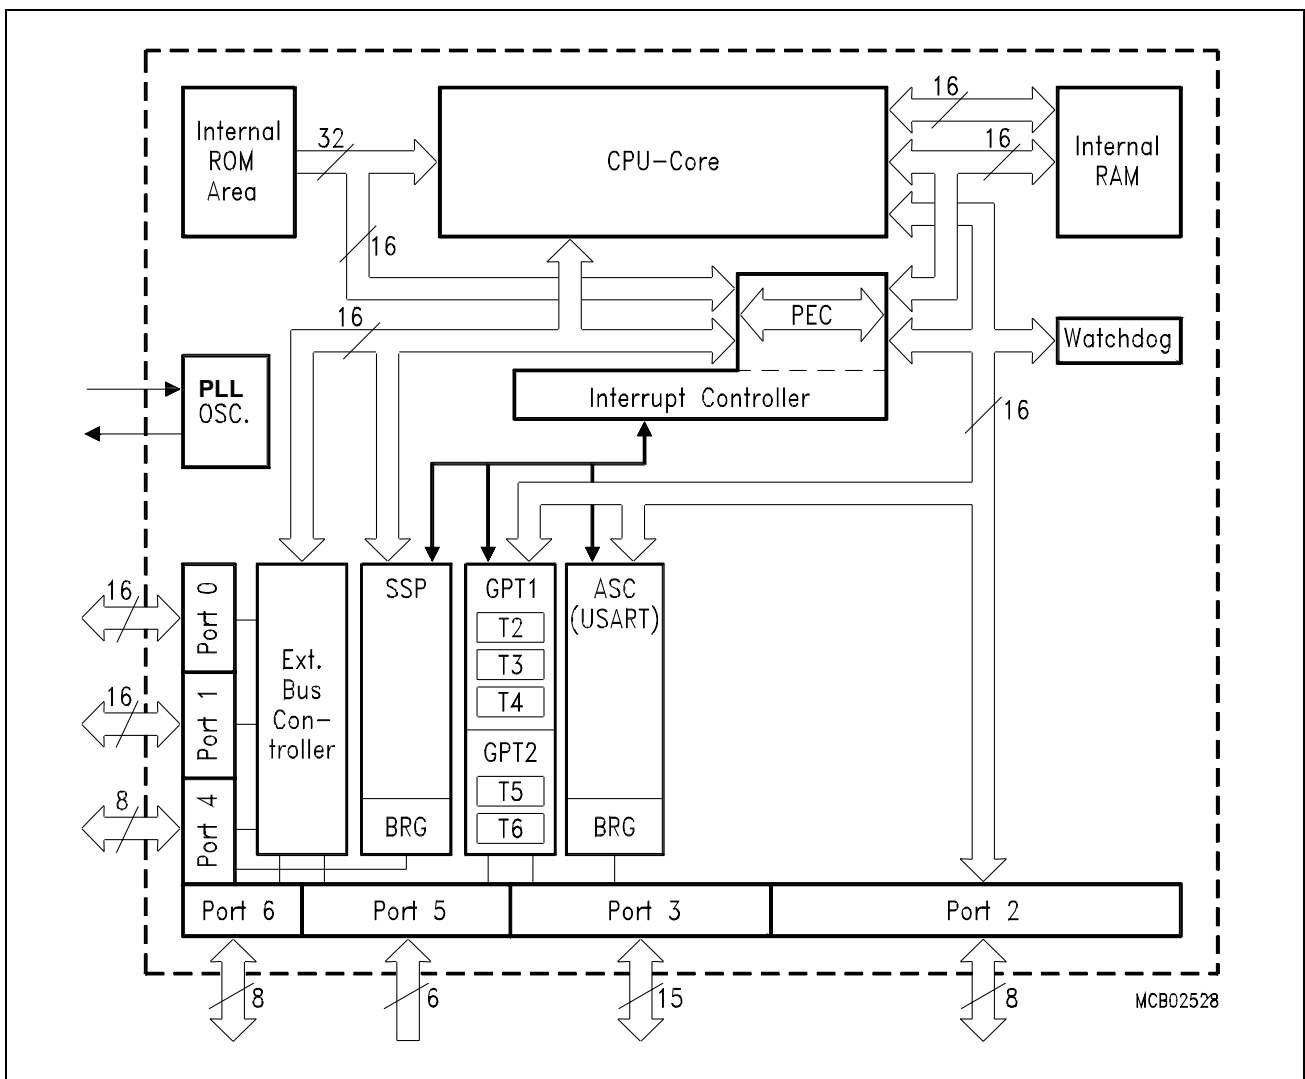 Internal
ROM
Area
32
CPU-Core
16
16
Internal
RAM
16
16
PEC
Watchdog
PLL
OSC.
Interrupt Controller
16
16
Port 0
16
Port 1
8
Port 4
Ext.
Bus
Con-
troller
SSP
BRG
GPT1
T2
T3
T4
GPT2
T5
T6
ASC
(USART)
BRG
Port 6
Port 5
Port 3
Port 2
8
6
15
8
MCB02528